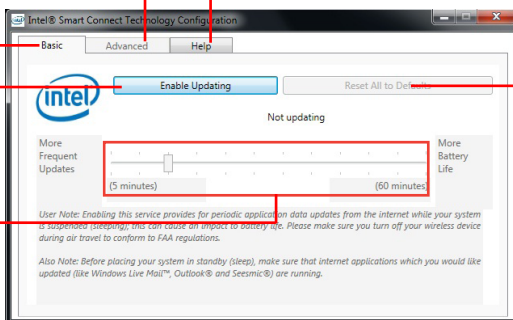 Intel® Smart Connect Technology Configuration
Basic
Advanced
Help
Enable Updating
Reset All to Defaults
intel
Not updating
More
Frequent
Updates
More
Battery
Life
(5 minutes)
(60 minutes)
User Note: Enabling this service provides for periodic application data updates from the internet while your system
is suspended (sleeping); this can cause an impact to battery life. Please make sure you turn off your wireless device
during air travel to conform to FAA regulations.
Also Note: Before placing your system in standby (sleep), make sure that internet applications which you would like
updated (like Windows Live Mail™, Outlook® and Seesmic®) are running.